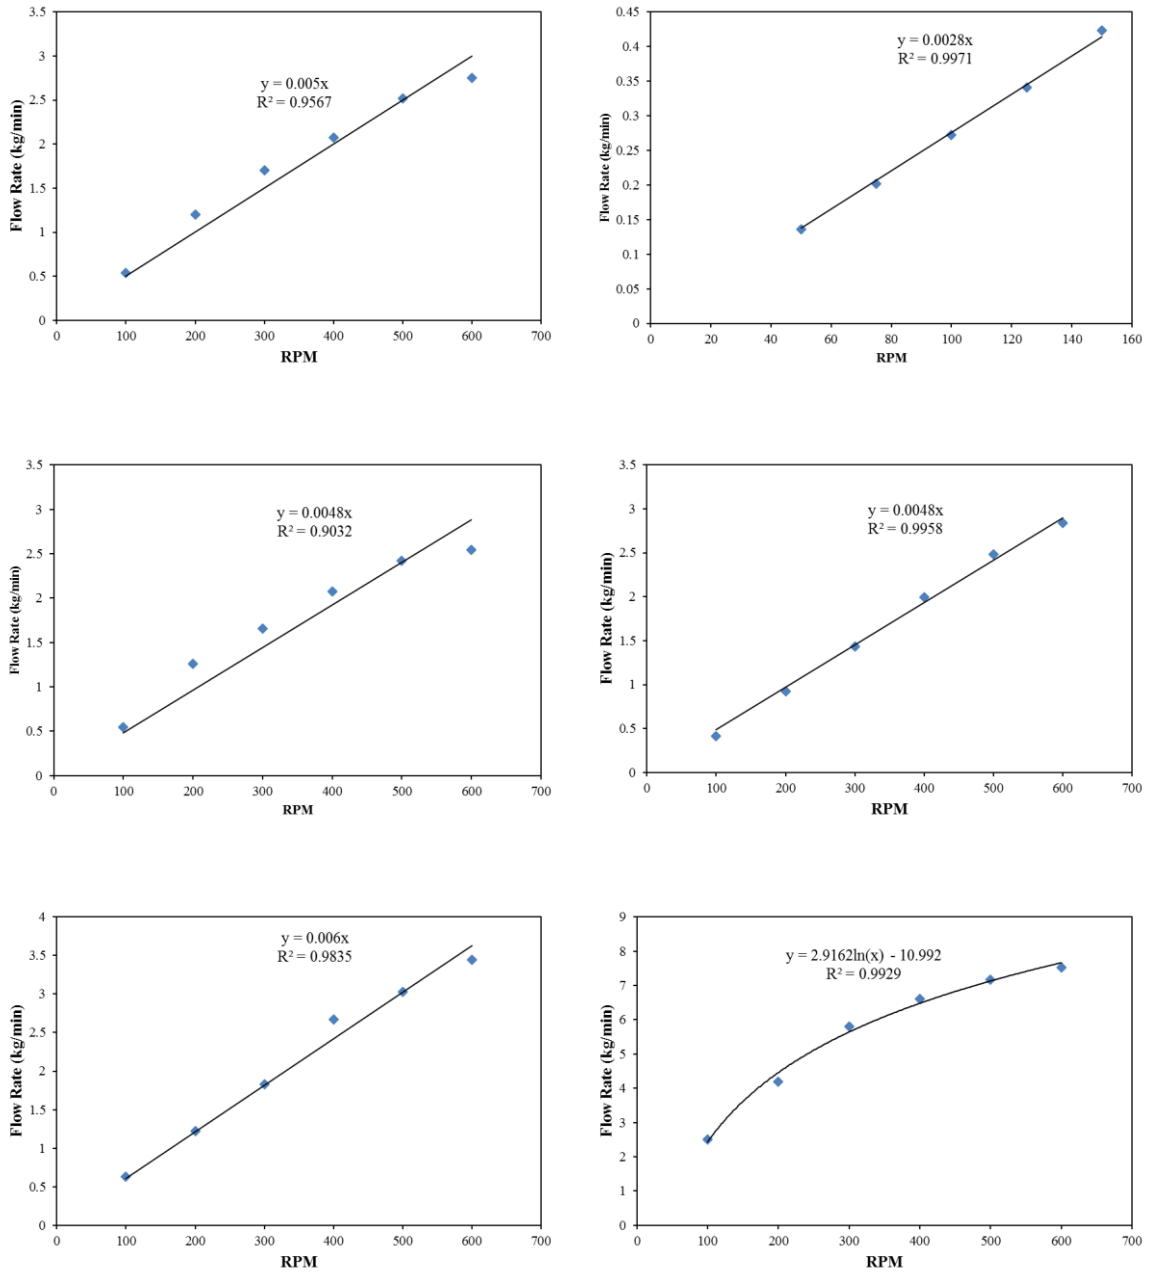 3.5
3
2.5
2
1.5
1
0.5
0
0 100 200 300 400 500 600 700
Flow Rate (kg/min)
RPM
y = 0.005x
R² = 0.9567
0.45
0.4
0.35
0.3
0.25
0.2
0.15
0.1
0.05
0
0 20 40 60 80 100 120 140 160
Flow Rate (kg/min)
RPM
y = 0.0028x
R² = 0.9971
3.5
3
2.5
2
1.5
1
0.5
0
0 100 200 300 400 500 600 700
Flow Rate (kg/min)
RPM
y = 0.0048x
R² = 0.9032
3.5
3
2.5
2
1.5
1
0.5
0
0 100 200 300 400 500 600 700
Flow Rate (kg/min)
RPM
y = 0.0048x
R² = 0.9958
4
3.5
3
2.5
2
1.5
1
0.5
0
0 100 200 300 400 500 600 700
Flow Rate (kg/min)
RPM
y = 0.006x
R² = 0.9835
9
8
7
6
5
4
3
2
1
0
0 100 200 300 400 500 600 700
Flow Rate (kg/min)
RPM
y = 2.9162ln(x) - 10.992
R² = 0.9929